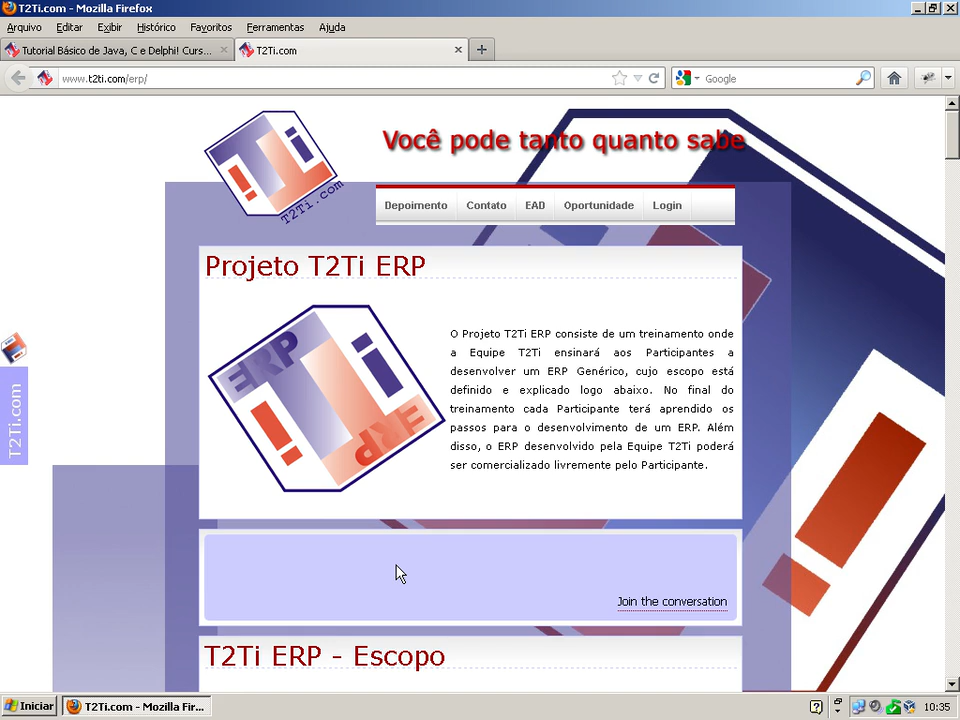 T2Ti.com - Mozilla Firefox
Arquivo Editar Exibir Histórico Favoritos Ferramentas Ajuda
Tutorial Básico de Java, C e Delphi! Curs... T2Ti.com
www.t2ti.com/erp/ Google
Você pode tanto quanto sabe
T2Ti.com
Depoimento Contato EAD Oportunidade Login
Projeto T2Ti ERP
ERP
ERP
O Projeto T2Ti ERP consiste de um treinamento onde
a Equipe T2Ti ensinará aos Participantes a
desenvolver um ERP Genérico, cujo escopo está
definido e explicado logo abaixo. No final do
treinamento cada Participante terá aprendido os
passos para o desenvolvimento de um ERP. Além
disso, o ERP desenvolvido pela Equipe T2Ti poderá
ser comercializado livremente pelo Participante.
T2Ti.com
Join the conversation
T2Ti ERP - Escopo
Iniciar T2Ti.com - Mozilla Fir... 10:35